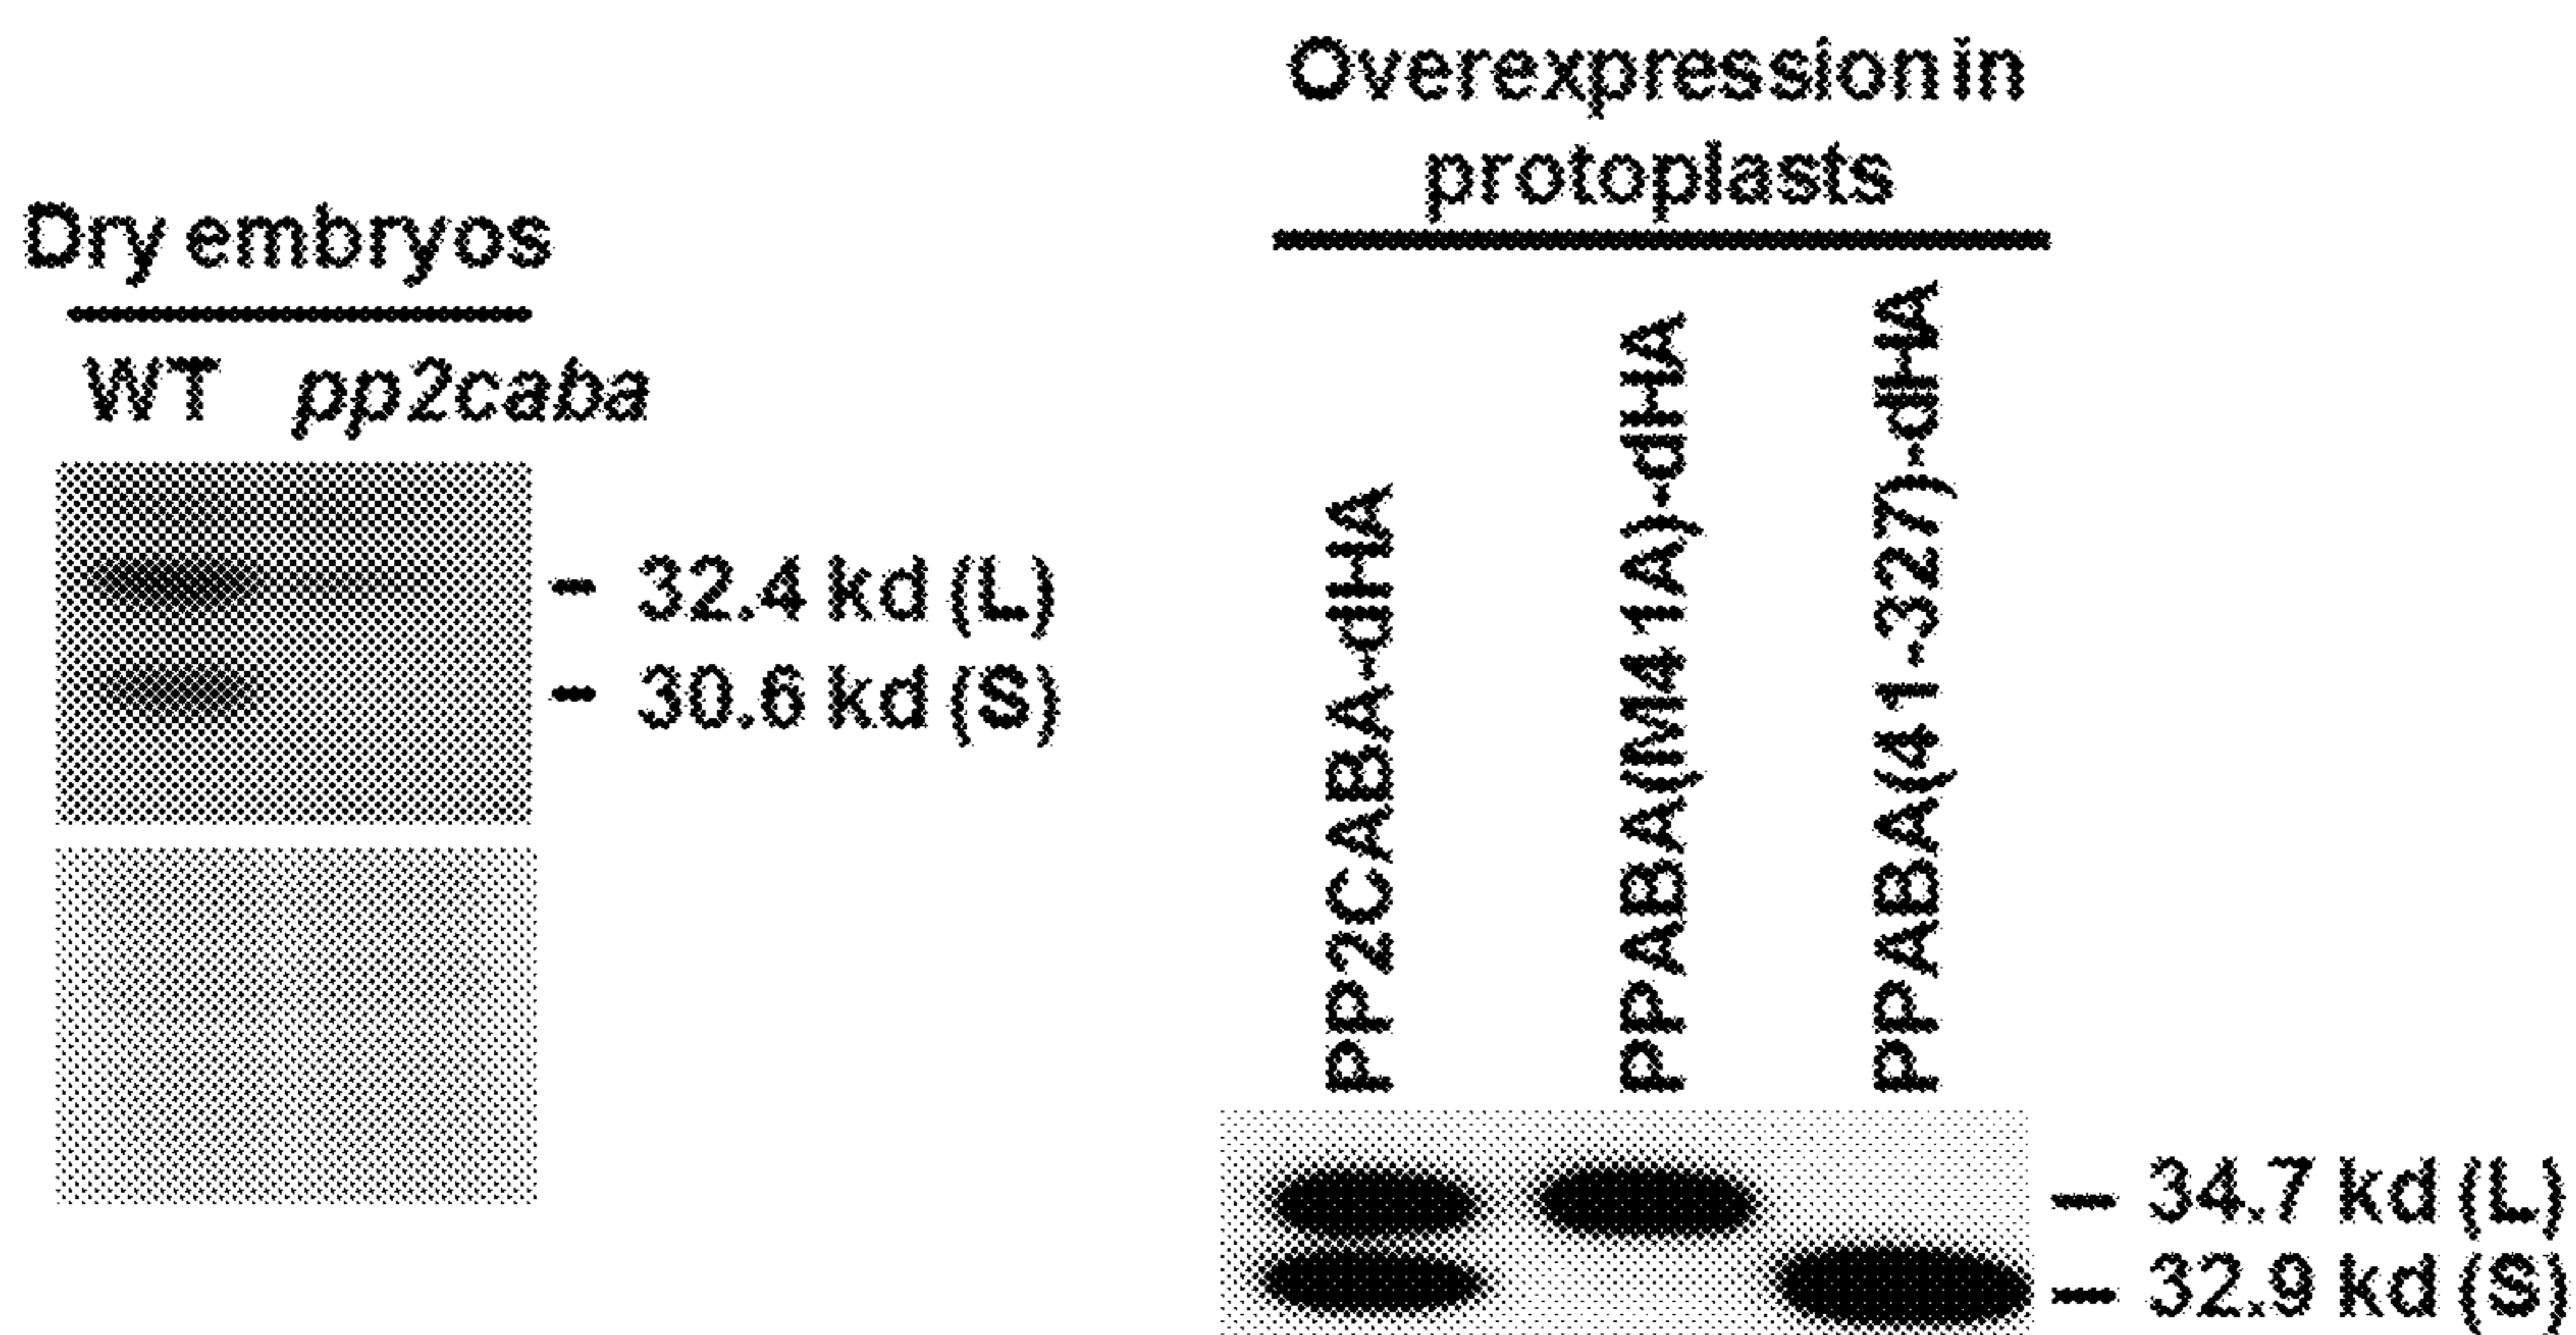 Dry embryos
WT pp2caba
- 32.4 kd (L)
- 30.6 kd (S)
Overexpression in
protoplasts
PP2CABA-dHA
PPABA(M41A)-dHA
PPABA(41-327)-dHA
- 34.7 kd (L)
- 32.9 kd (S)